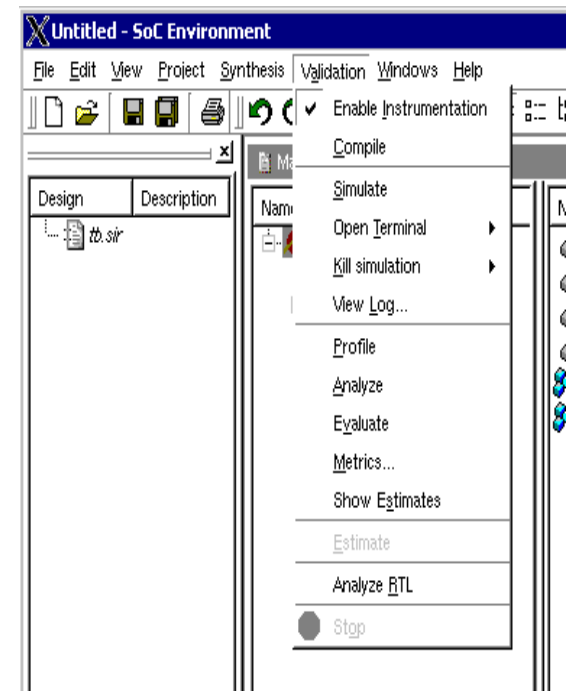 Untitled - SoC Environment
File Edit View Project Synthesis Validation Windows Help
Enable Instrumentation
Compile
Simulate
Open Terminal
Kill simulation
View Log...
Profile
Analyze
Evaluate
Metrics...
Show Estimates
Estimate
Analyze RTL
Stop
Design Description
tb.sir